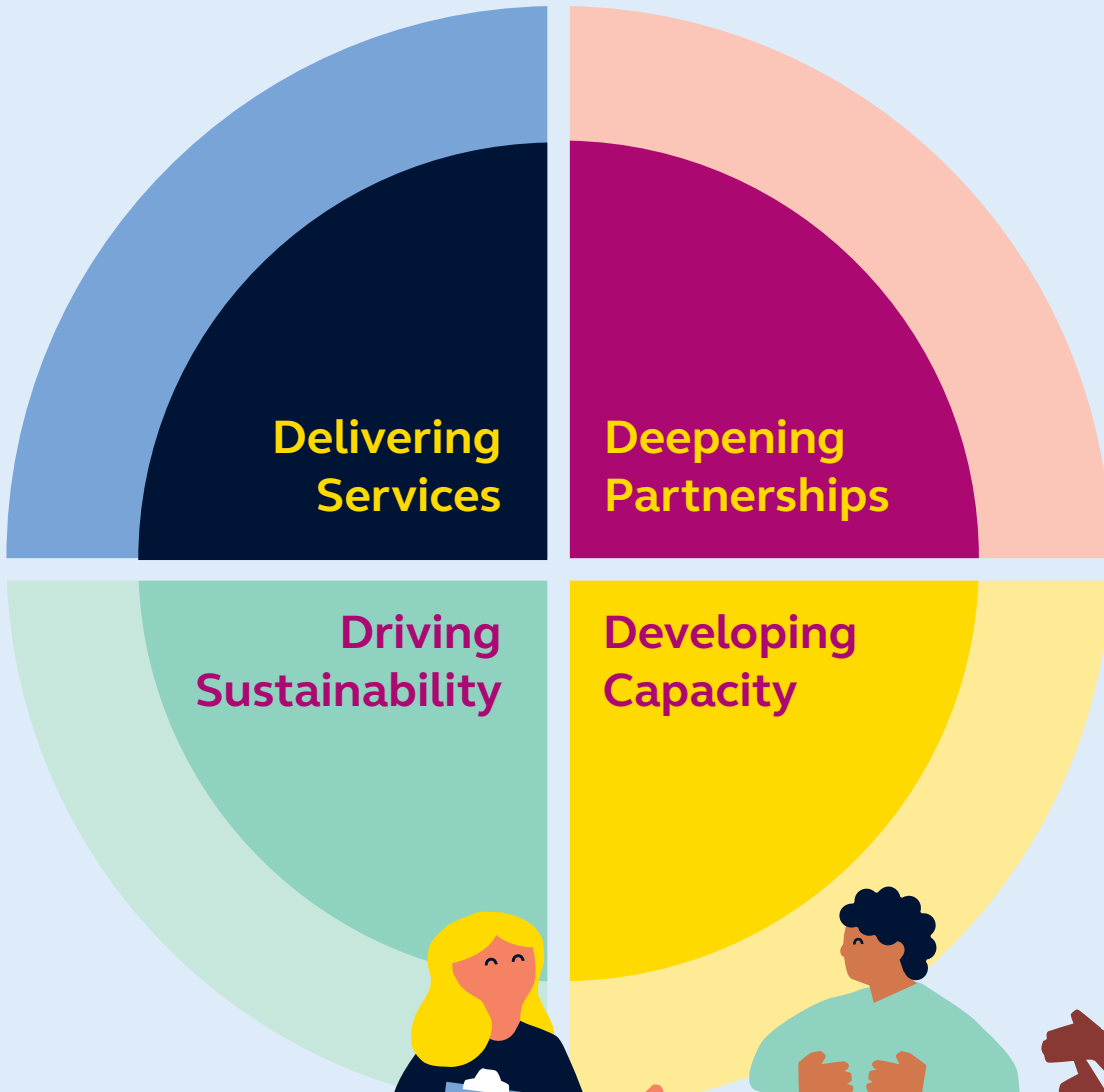 Delivering
Services
Deepening
Partnerships
Driving
Sustainability
Developing
Capacity